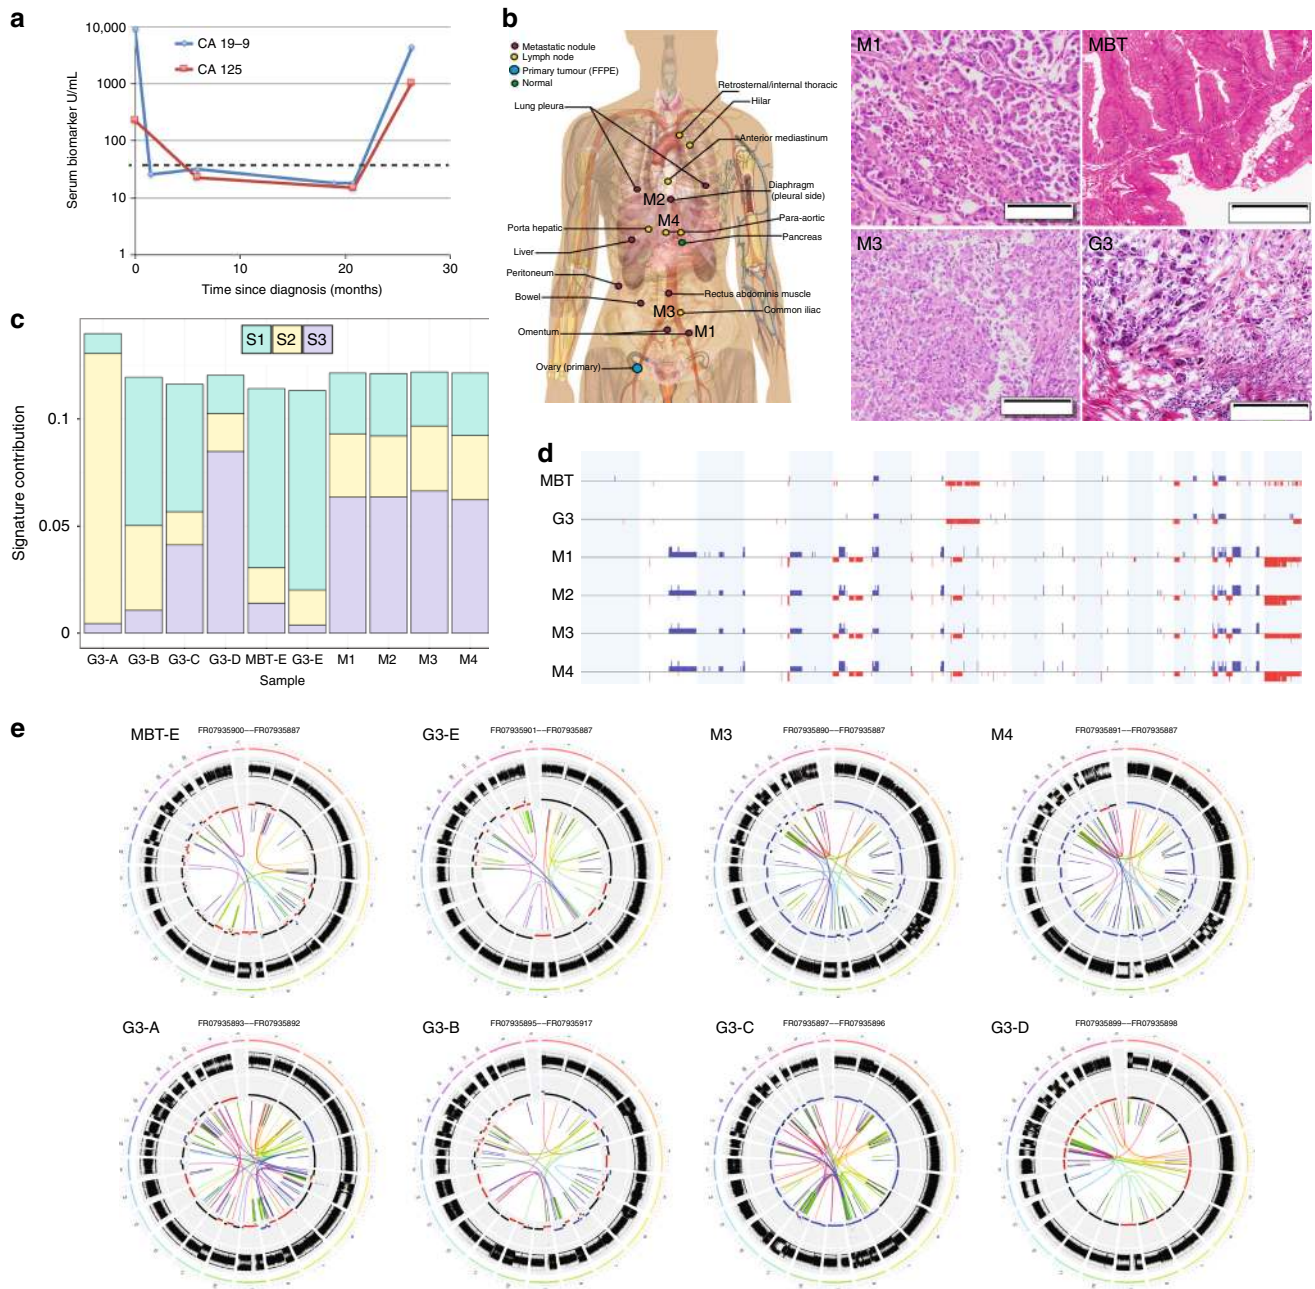 a
10,000
1000
100
10
1
Serum biomarker U/mL
CA 19–9
CA 125
0
10
20
30
Time since diagnosis (months)
b
Metastatic nodule
Lymph node
Primary tumour (FFPE)
Normal
Lung pleura
Retrosternal/internal thoracic
Hilar
Anterior mediastinum
M2
Diaphragm
(pleural side)
M4
Para-aortic
Porta hepatic
Pancreas
Liver
Peritoneum
Rectus abdominis muscle
Bowel
M3
Common iliac
Omentum
M1
Ovary (primary)
M1
MBT
M3
G3
c
S1
S2
S3
Signature contribution
0.1
0.05
0
G3-A
G3-B
G3-C
G3-D
MBT-E
G3-E
M1
M2
M3
M4
Sample
d
MBT
G3
M1
M2
M3
M4
e
MBT-E
FR07935900––FR07935887
G3-E
FR07935901––FR07935887
M3
FR07935890––FR07935887
M4
FR07935891––FR07935887
G3-A
FR07935893––FR07935892
G3-B
FR07935895––FR07935917
G3-C
FR07935897––FR07935896
G3-D
FR07935899––FR07935898